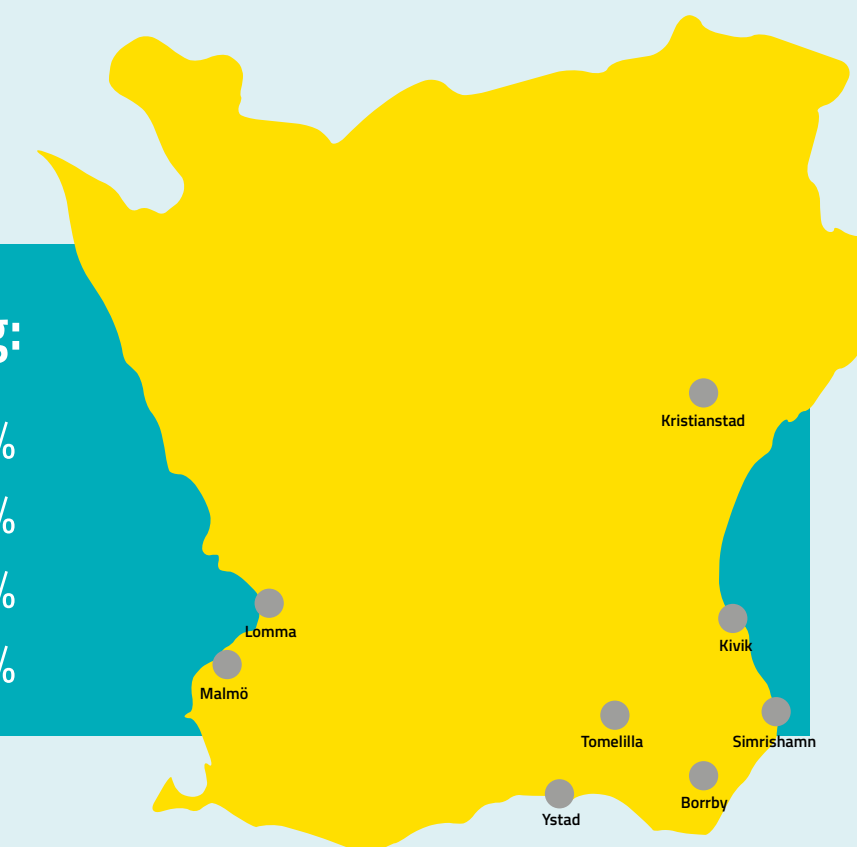 g:
%
%
%
%
Kristianstad
Lomma
Kivik
Malmö
Tomelilla
Simrishamn
Borrby
Ystad